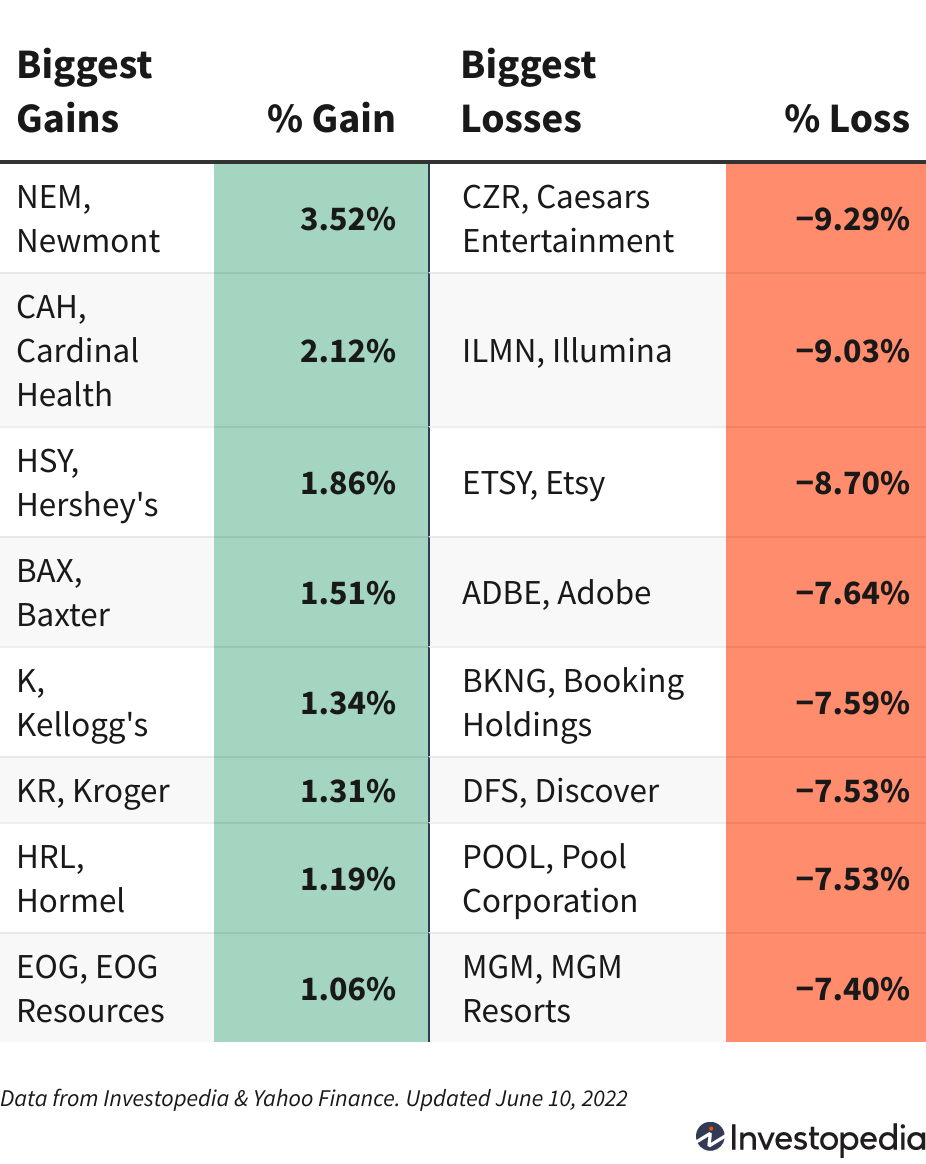 Biggest
Gains
% Gain
Biggest
Losses
% Loss
NEM,
Newmont
3.52%
CZR, Caesars
Entertainment
−9.29%
CAH,
Cardinal
Health
2.12%
ILMN, Illumina
−9.03%
HSY,
Hershey's
1.86%
ETSY, Etsy
−8.70%
BAX,
Baxter
1.51%
ADBE, Adobe
−7.64%
K,
Kellogg's
1.34%
BKNG, Booking
Holdings
−7.59%
KR, Kroger
1.31%
DFS, Discover
−7.53%
HRL,
Hormel
1.19%
POOL, Pool
Corporation
−7.53%
EOG, EOG
Resources
1.06%
MGM, MGM
Resorts
−7.40%
Data from Investopedia & Yahoo Finance. Updated June 10, 2022
Investopedia